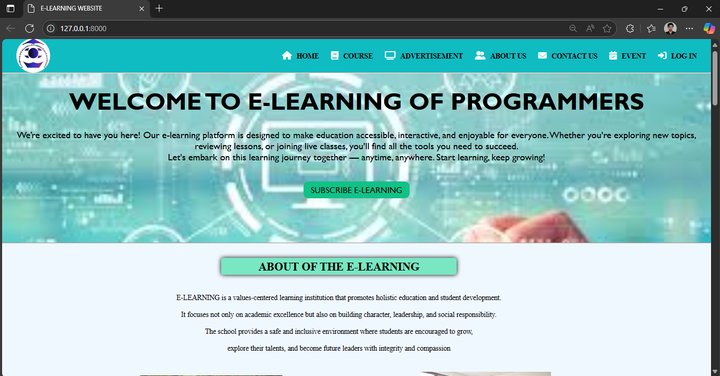 E-LEARNING WEBSITE
127.0.0.1:8000
HOME COURSE ADVERTISEMENT ABOUT US CONTACT US EVENT LOG IN
WELCOME TO E-LEARNING OF PROGRAMMERS
We're excited to have you here! Our e-learning platform is designed to make education accessible, interactive, and enjoyable for everyone.Whether you're exploring new topics,
reviewing lessons, or joining live classes, you'll find all the tools you need to succeed.
Let's embark on this learning journey together — anytime, anywhere. Start learning, keep growing!
SUBSCRIBE E-LEARNING
ABOUT OF THE E-LEARNING
E-LEARNING is a values-centered learning institution that promotes holistic education and student development.
It focuses not only on academic excellence but also on building character, leadership, and social responsibility.
The school provides a safe and inclusive environment where students are encouraged to grow,
explore their talents, and become future leaders with integrity and compassion